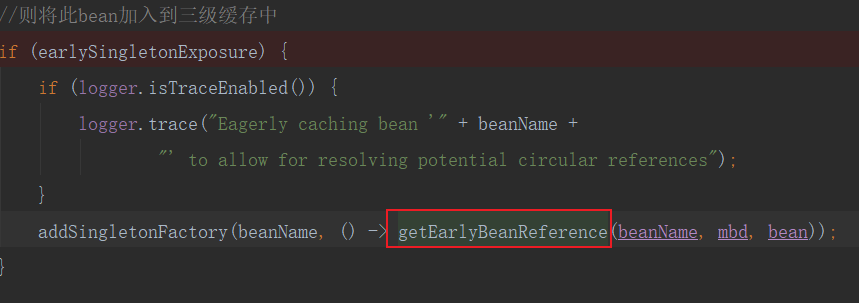 //则将此bean加入到三级缓存中
if (earlySingletonExposure) {
if (logger.isTraceEnabled()) {
logger.trace("Eagerly caching bean '" + beanName +
"' to allow for resolving potential circular references");
}
addSingletonFactory(beanName, () -> getEarlyBeanReference(beanName, mbd, bean));
}